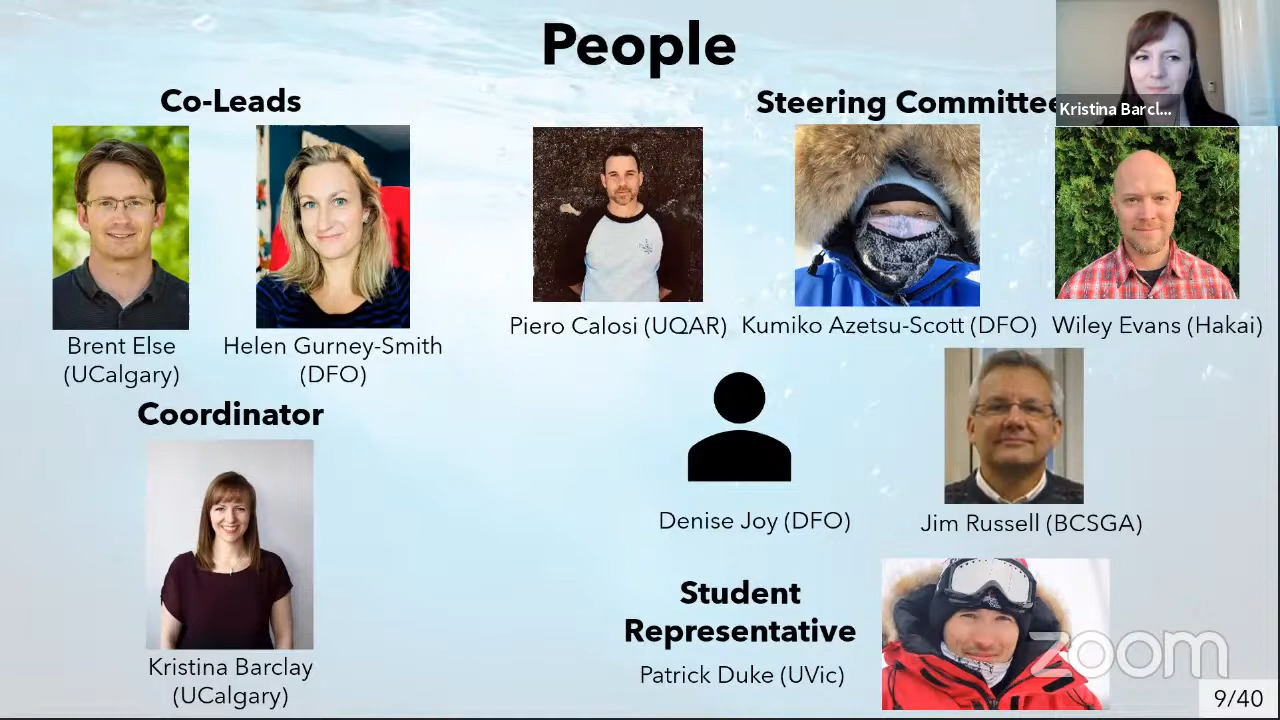 People
Co-Leads
Steering Committee
Kristina Barcl...
Brent Else
(UCalgary)
Helen Gurney-Smith
(DFO)
Piero Calosi (UQAR)
Kumiko Azetsu-Scott (DFO)
Wiley Evans (Hakai)
Coordinator
Kristina Barclay
(UCalgary)
Denise Joy (DFO)
Jim Russell (BCSGA)
Student
Representative
Patrick Duke (UVic)
zoom
9/40